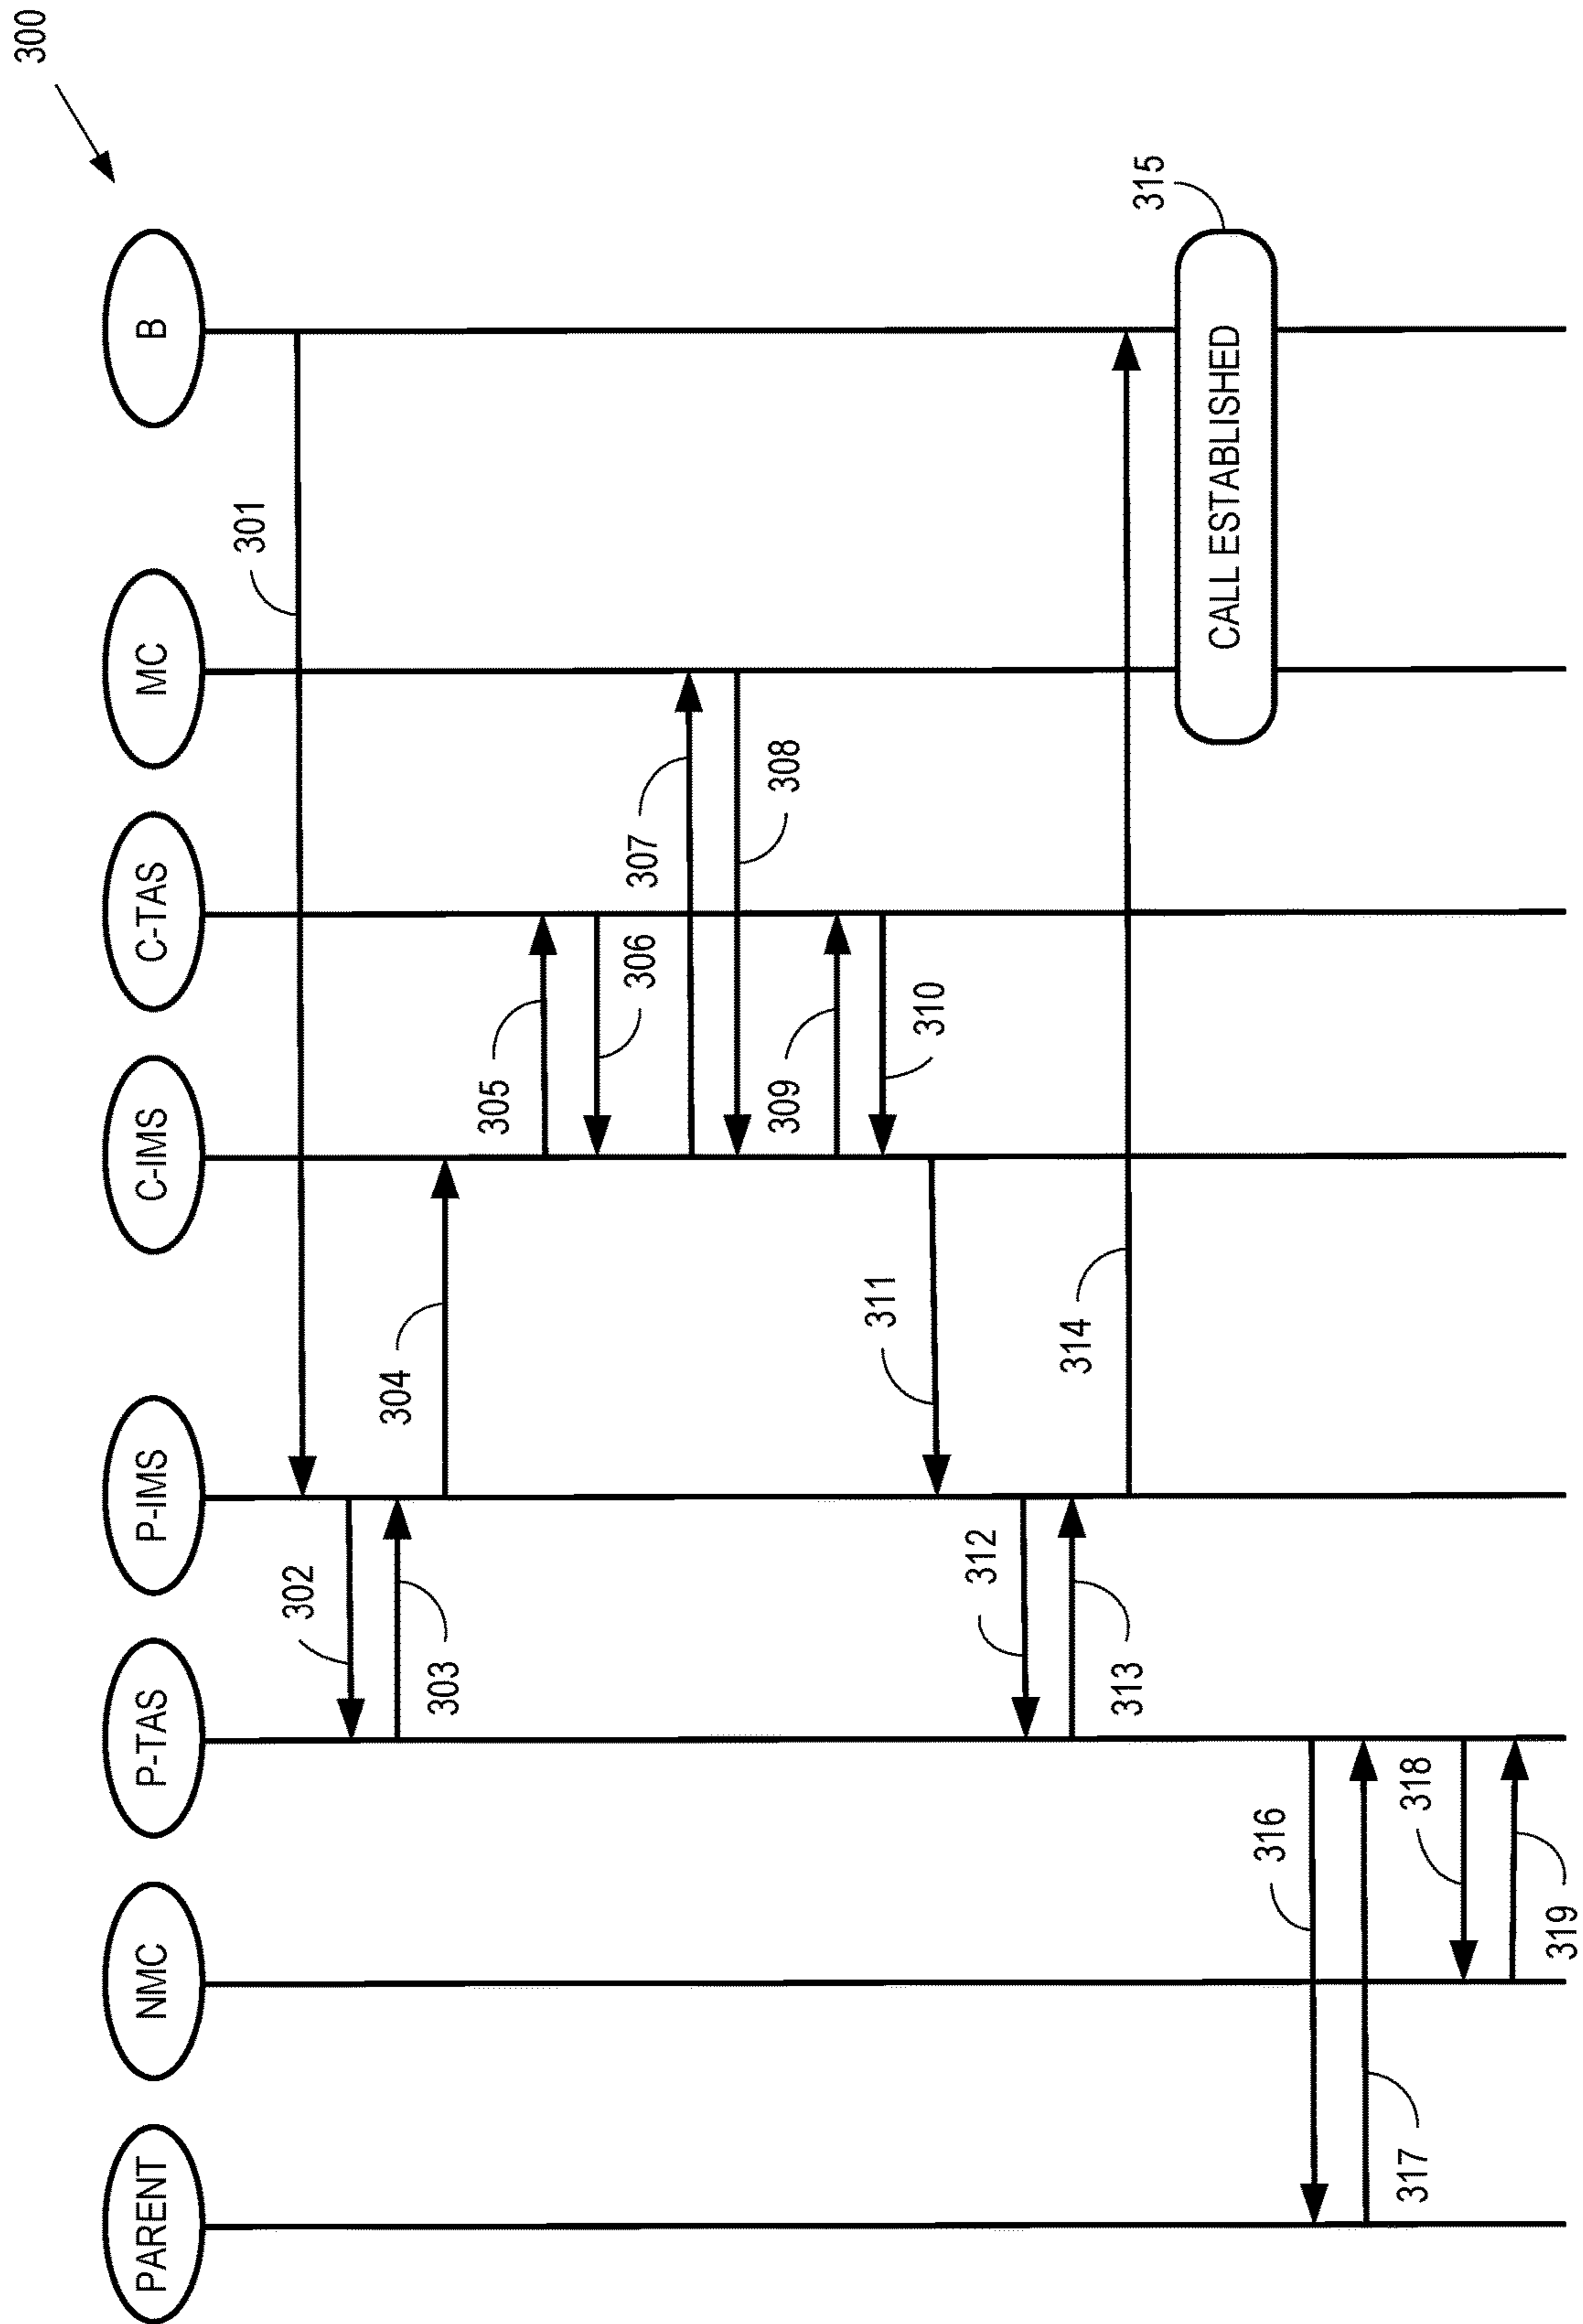 300
PARENT
NMC
P-TAS
P-IMS
C-IMS
C-TAS
MC
B
301
302
303
304
305
306
307
308
309
310
311
312
313
314
CALL ESTABLISHED
315
316
317
318
319